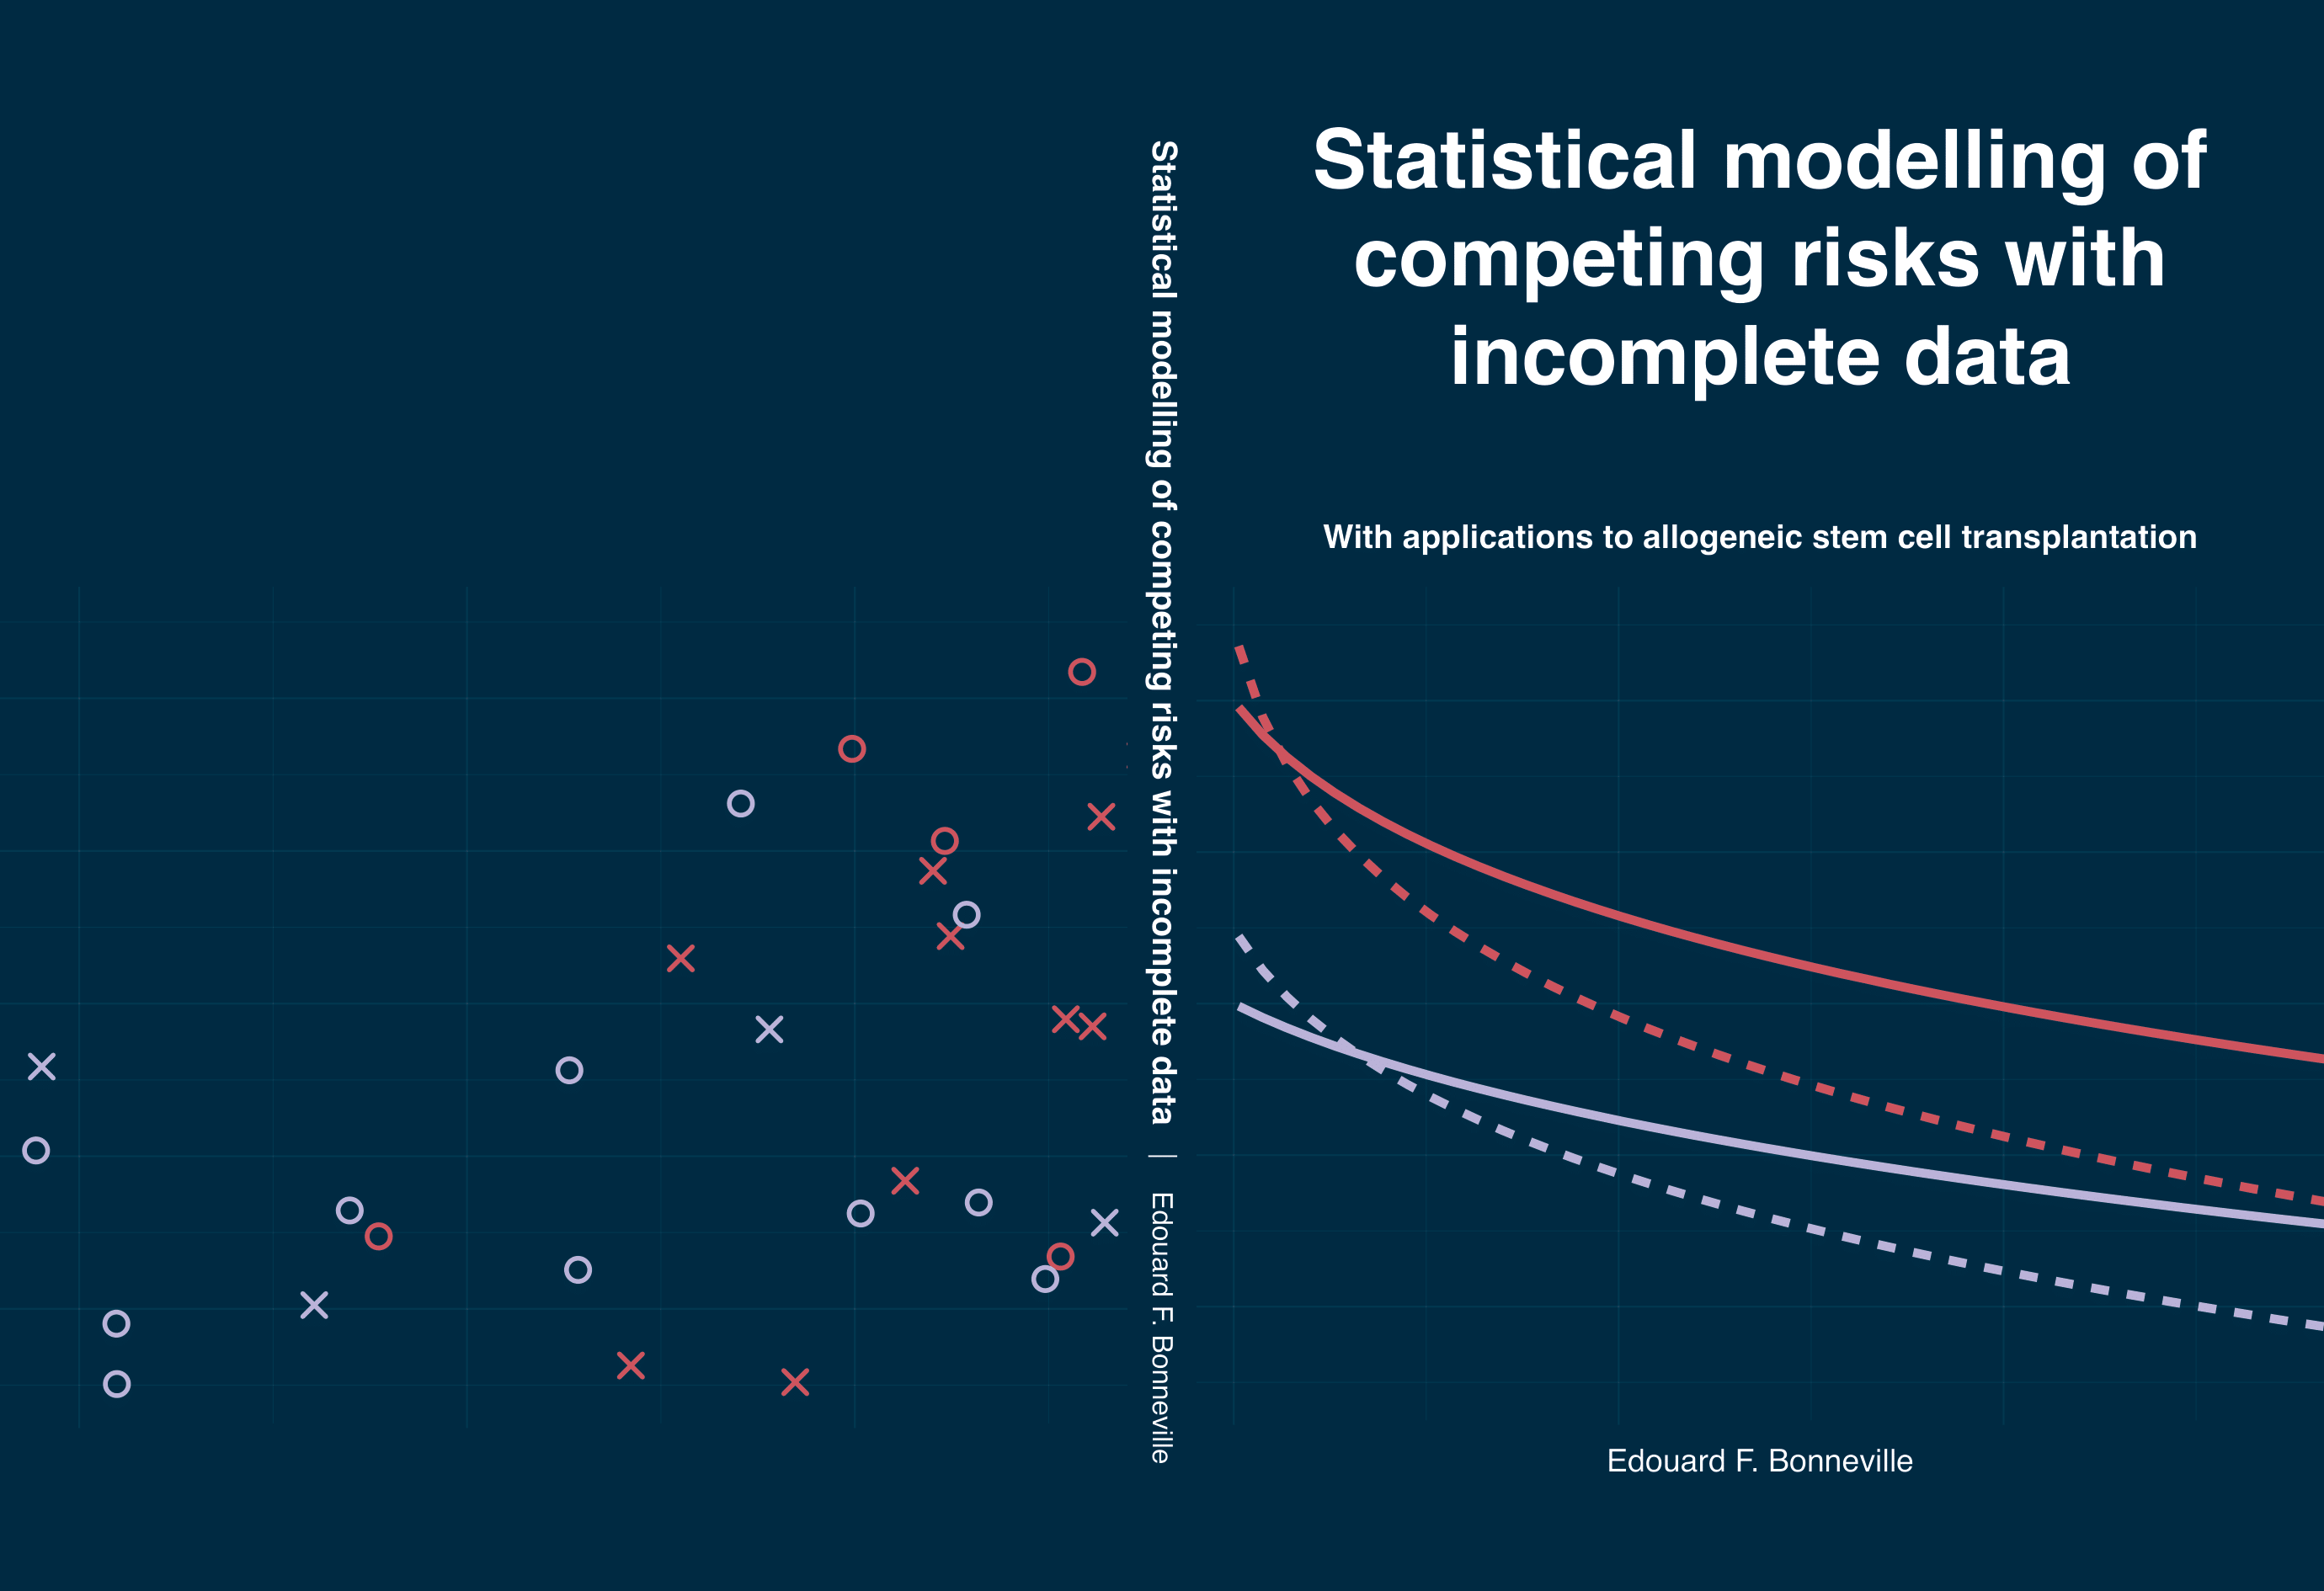 Statistical modelling of competing risks with incomplete data | Edouard F. Bonneville
Statistical modelling of
competing risks with
incomplete data
With applications to allogeneic stem cell transplantation
Edouard F. Bonneville